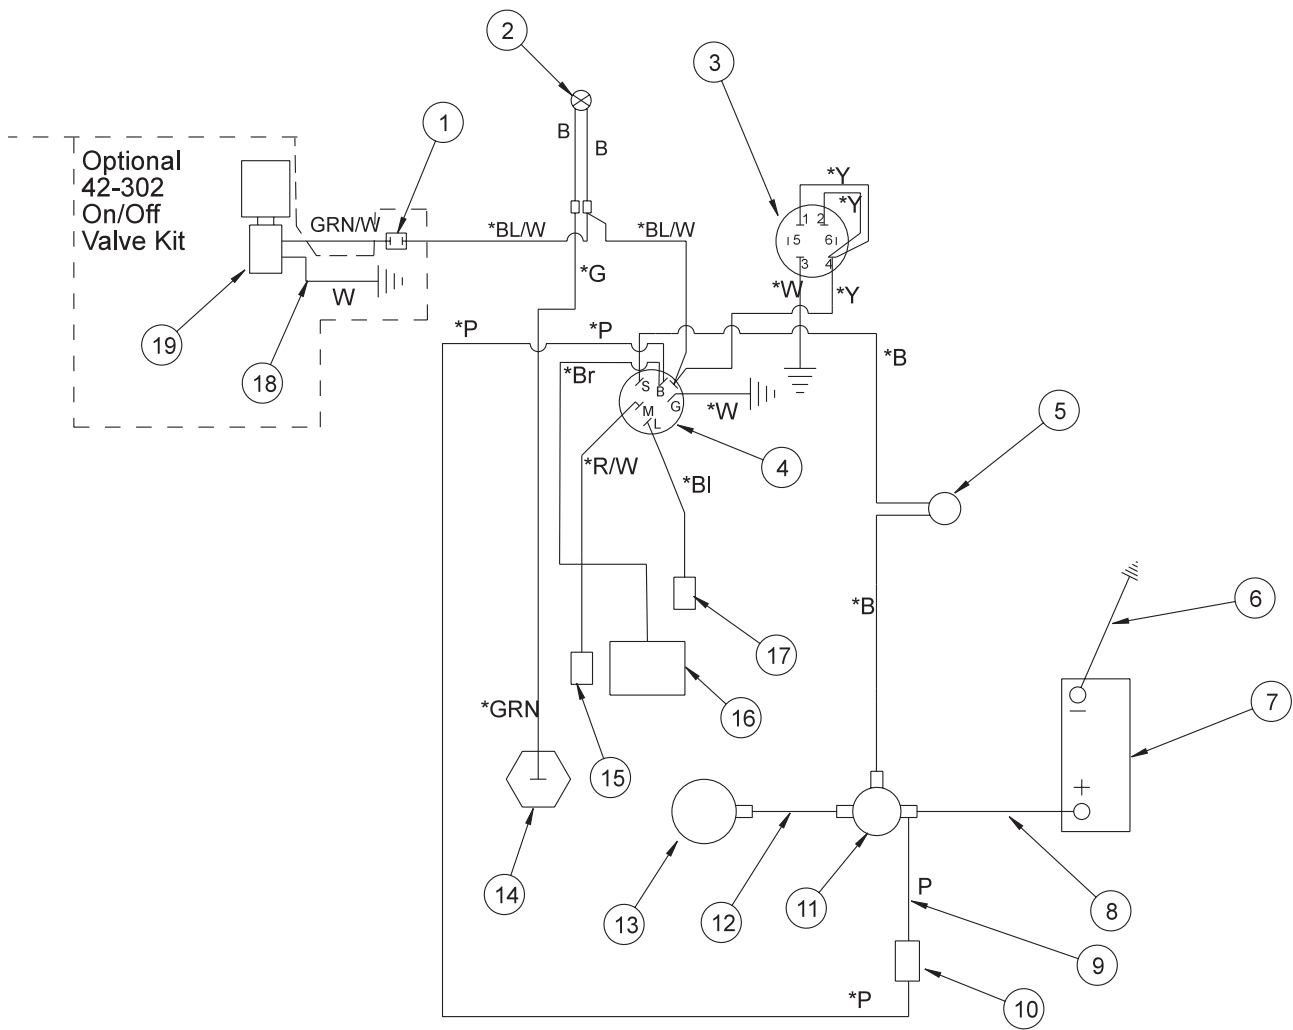 2
3
1
Optional
42-302
On/Off
Valve Kit
B
B
GRN/W
*BL/W
*BL/W
*Y
*Y
1 2
5 6
3 4
*G
W
*W
*Y
19
18
*P
*P
*B
*Br
S B
G
M
L
*W
5
4
*R/W
*Bl
6
*B
17
7
16
*GRN
15
−
+
14
13
12
11
8
P
9
10
*P